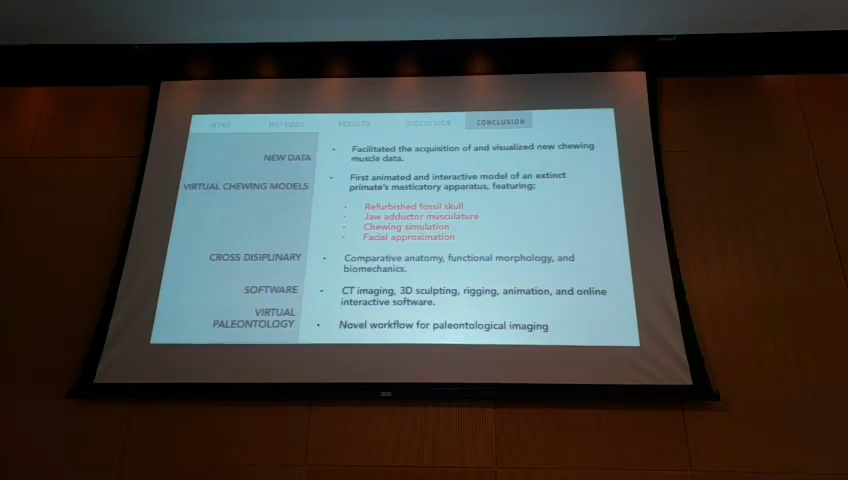 INTRO METHODS RESULTS DISCUSSION CONCLUSION
NEW DATA
• Facilitated the acquisition of and visualized new chewing
muscle data.
VIRTUAL CHEWING MODELS
• First animated and interactive model of an extinct
primate's masticatory apparatus, featuring:
• Refurbished fossil skull
• Jaw adductor musculature
• Chewing simulation
• Facial approximation
CROSS DISIPLINARY
• Comparative anatomy, functional morphology, and
biomechanics.
SOFTWARE
• CT imaging, 3D sculpting, rigging, animation, and online
interactive software.
VIRTUAL
PALEONTOLOGY
• Novel workflow for paleontological imaging